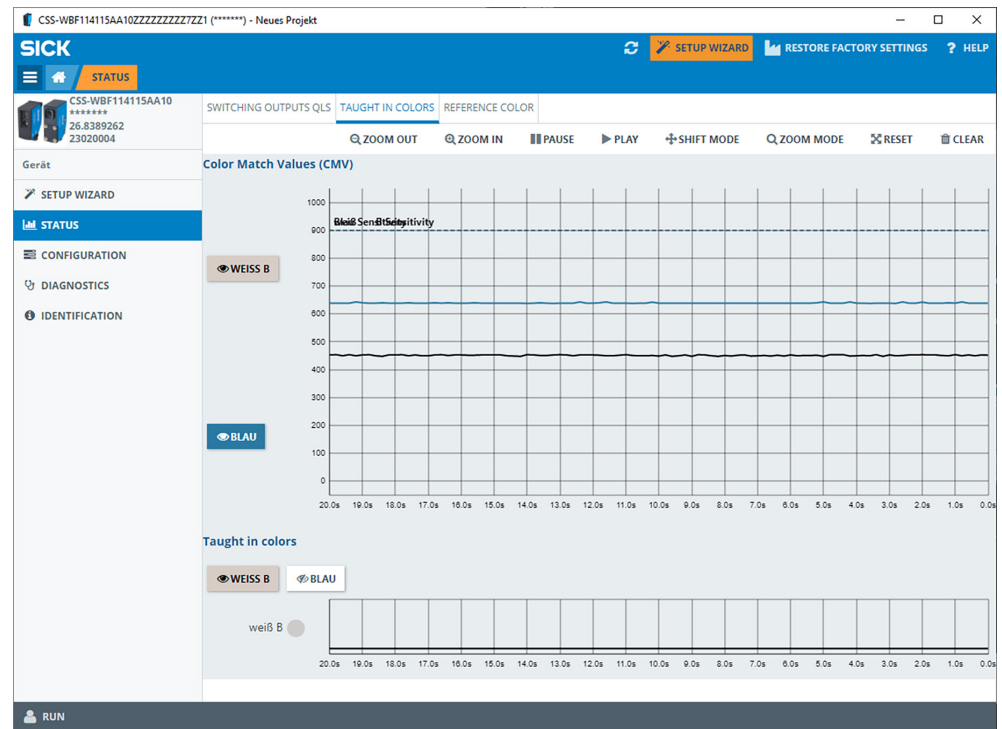 CSS-WBF114115AA10ZZZZZZZZZZ7ZZ1 (*******) - Neues Projekt
SICK
SETUP WIZARD RESTORE FACTORY SETTINGS ? HELP
STATUS
CSS-WBF114115AA10
*******
26.8389262
23020004
SWITCHING OUTPUTS QLS TAUGHT IN COLORS REFERENCE COLOR
ZOOM OUT ZOOM IN PAUSE PLAY SHIFT MODE ZOOM MODE RESET CLEAR
Gerät
SETUP WIZARD
STATUS
CONFIGURATION
DIAGNOSTICS
IDENTIFICATION
Color Match Values (CMV)
1000
900
800
WEISS B
700
600
500
400
300
200
BLAU
100
0
20.0s 19.0s 18.0s 17.0s 16.0s 15.0s 14.0s 13.0s 12.0s 11.0s 10.0s 9.0s 8.0s 7.0s 6.0s 5.0s 4.0s 3.0s 2.0s 1.0s 0.0s
Taught in colors
WEISS B BLAU
weiß B
20.0s 19.0s 18.0s 17.0s 16.0s 15.0s 14.0s 13.0s 12.0s 11.0s 10.0s 9.0s 8.0s 7.0s 6.0s 5.0s 4.0s 3.0s 2.0s 1.0s 0.0s
RUN